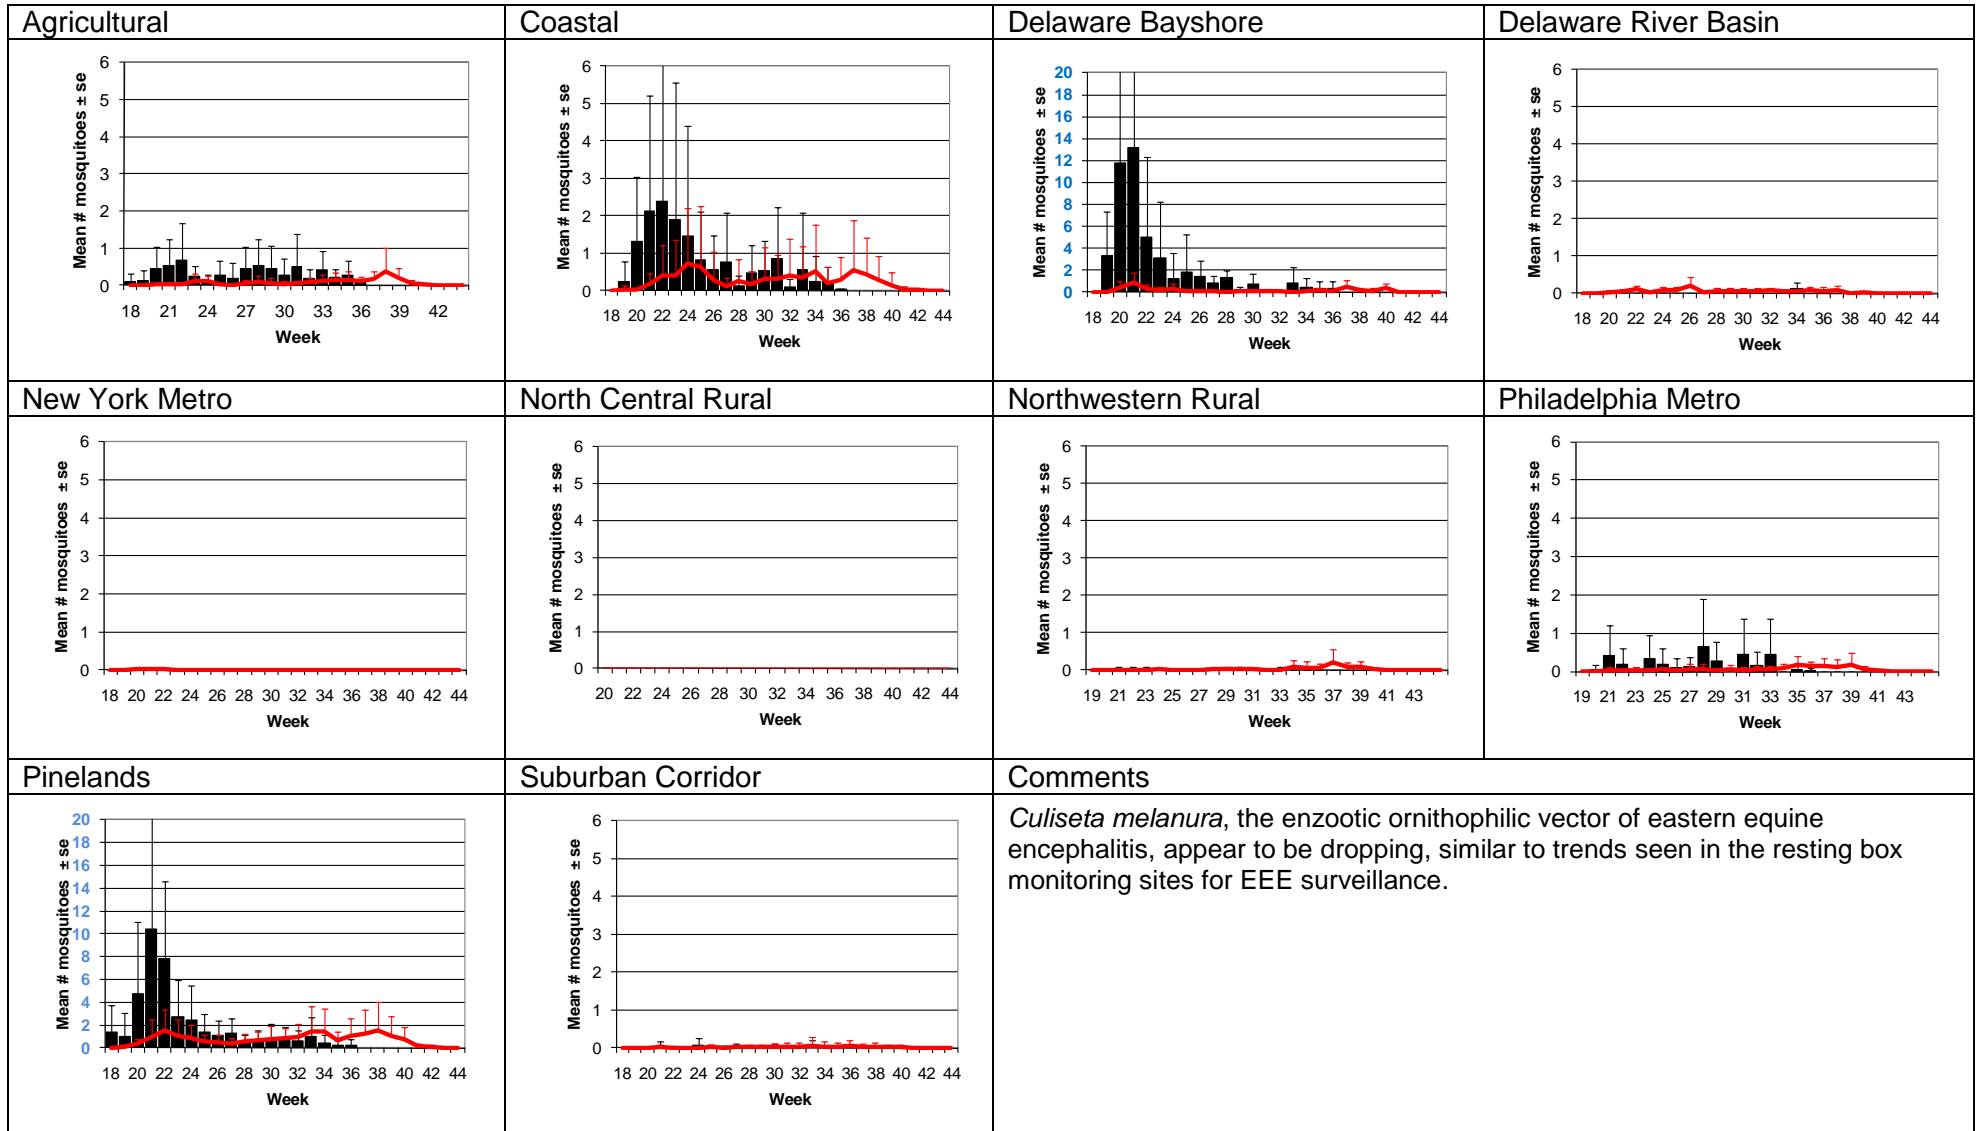 Agricultural
6
5
4
3
2
1
0
Mean # mosquitoes ± se
18 21 24 27 30 33 36 39 42
Week
Coastal
6
5
4
3
2
1
0
Mean # mosquitoes ± se
18 20 22 24 26 28 30 32 34 36 38 40 42 44
Week
Delaware Bayshore
20
18
16
14
12
10
8
6
4
2
0
Mean # mosquitoes ± se
18 20 22 24 26 28 30 32 34 36 38 40 42 44
Week
Delaware River Basin
6
5
4
3
2
1
0
Mean # mosquitoes ± se
18 20 22 24 26 28 30 32 34 36 38 40 42 44
Week
New York Metro
6
5
4
3
2
1
0
Mean # mosquitoes ± se
18 20 22 24 26 28 30 32 34 36 38 40 42 44
Week
North Central Rural
6
5
4
3
2
1
0
Mean # mosquitoes ± se
20 22 24 26 28 30 32 34 36 38 40 42 44
Week
Northwestern Rural
6
5
4
3
2
1
0
Mean # mosquitoes ± se
19 21 23 25 27 29 31 33 35 37 39 41 43
Week
Philadelphia Metro
6
5
4
3
2
1
0
Mean # mosquitoes ± se
19 21 23 25 27 29 31 33 35 37 39 41 43
Week
Pinelands
20
18
16
14
12
10
8
6
4
2
0
Mean # mosquitoes ± se
18 20 22 24 26 28 30 32 34 36 38 40 42 44
Week
Suburban Corridor
6
5
4
3
2
1
0
Mean # mosquitoes ± se
18 20 22 24 26 28 30 32 34 36 38 40 42 44
Week
Comments
Culiseta melanura, the enzootic ornithophilic vector of eastern equine
encephalitis, appear to be dropping, similar to trends seen in the resting box
monitoring sites for EEE surveillance.